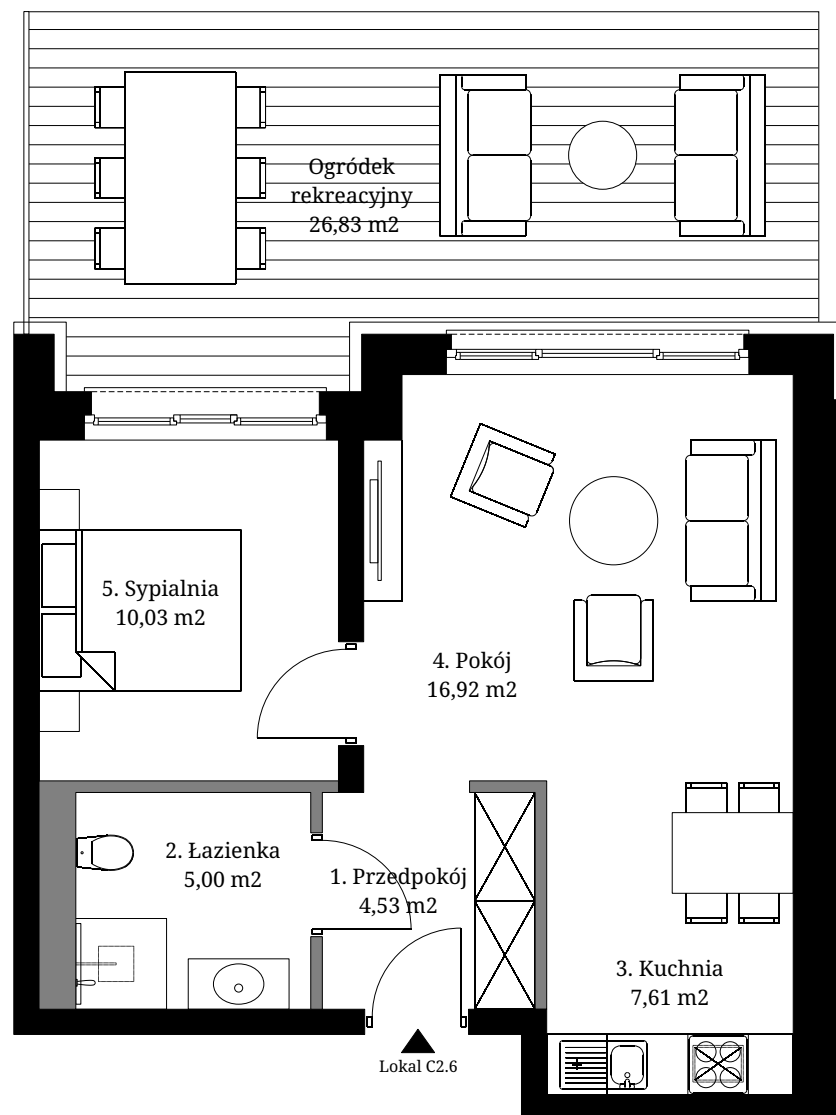 Ogródek
rekreacyjny
26,83 m2
5. Sypialnia
10,03 m2
4. Pokój
16,92 m2
2. Łazienka
5,00 m2
1. Przedpokój
4,53 m2
3. Kuchnia
7,61 m2
Lokal C2.6